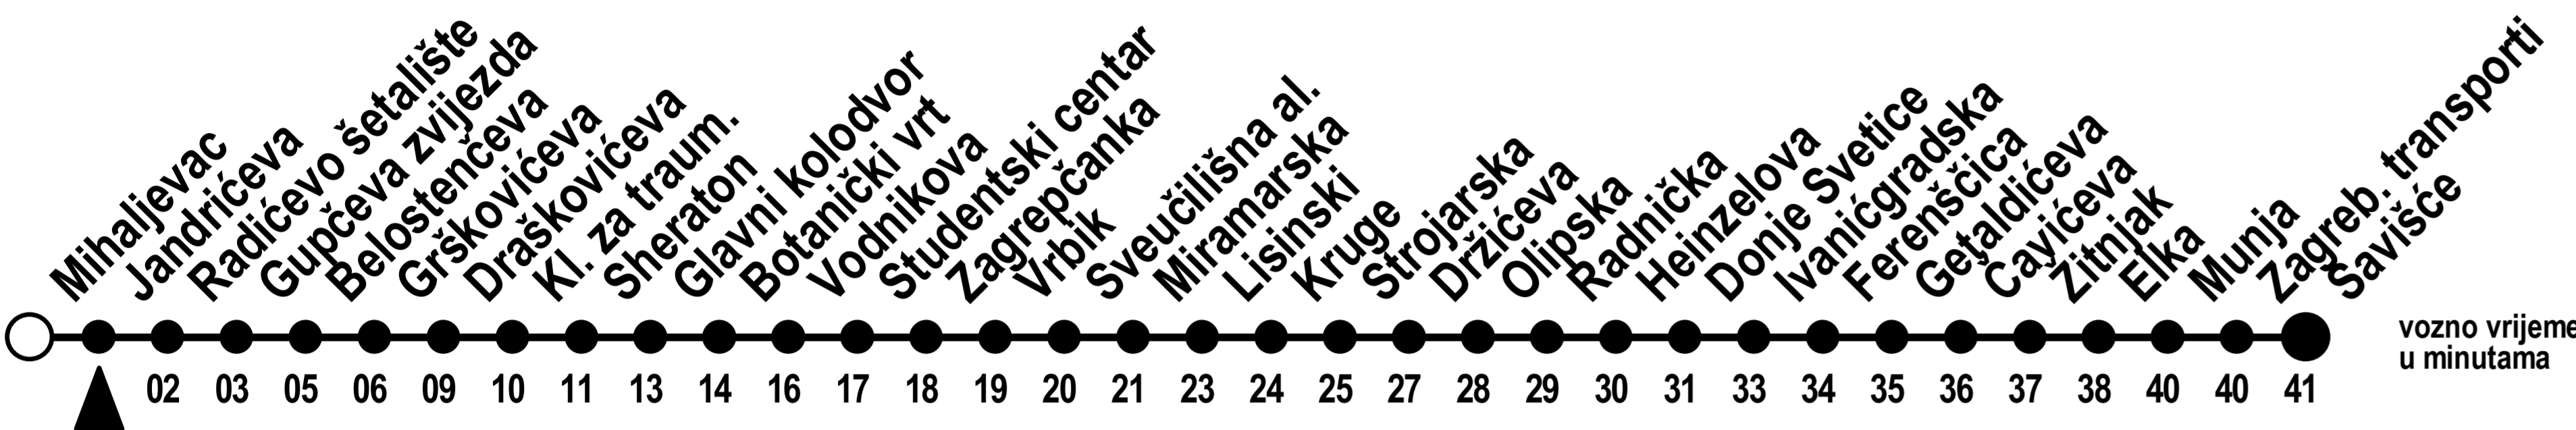 Mihaljevac
Jandrićeva
Radićevo šetalište
Gupčeva zvijezda
Belostenčeva
Grškovićeva
Draškovićeva
Kl. za traum.
Sheraton
Glavni kolodvor
Botanički vrt
Vodnikova
Studentski centar
Zagrepčanka
Vrbik
Sveučilišna al.
Miramarska
Lisinski
Kruge
Strojarska
Držićeva
Olipska
Radnička
Heinzelova
Donje Svetice
Ivanićgradska
Ferenščica
Getaldićeva
Čavićeva
Žitnjak
Elka
Munja
Zagreb. transporti
Savišće
02 03 05 06 09 10 11 13 14 16 17 18 19 20 21 23 24 25 27 28 29 30 31 33 34 35 36 37 38 40 40 41
vozno vrijeme
u minutama